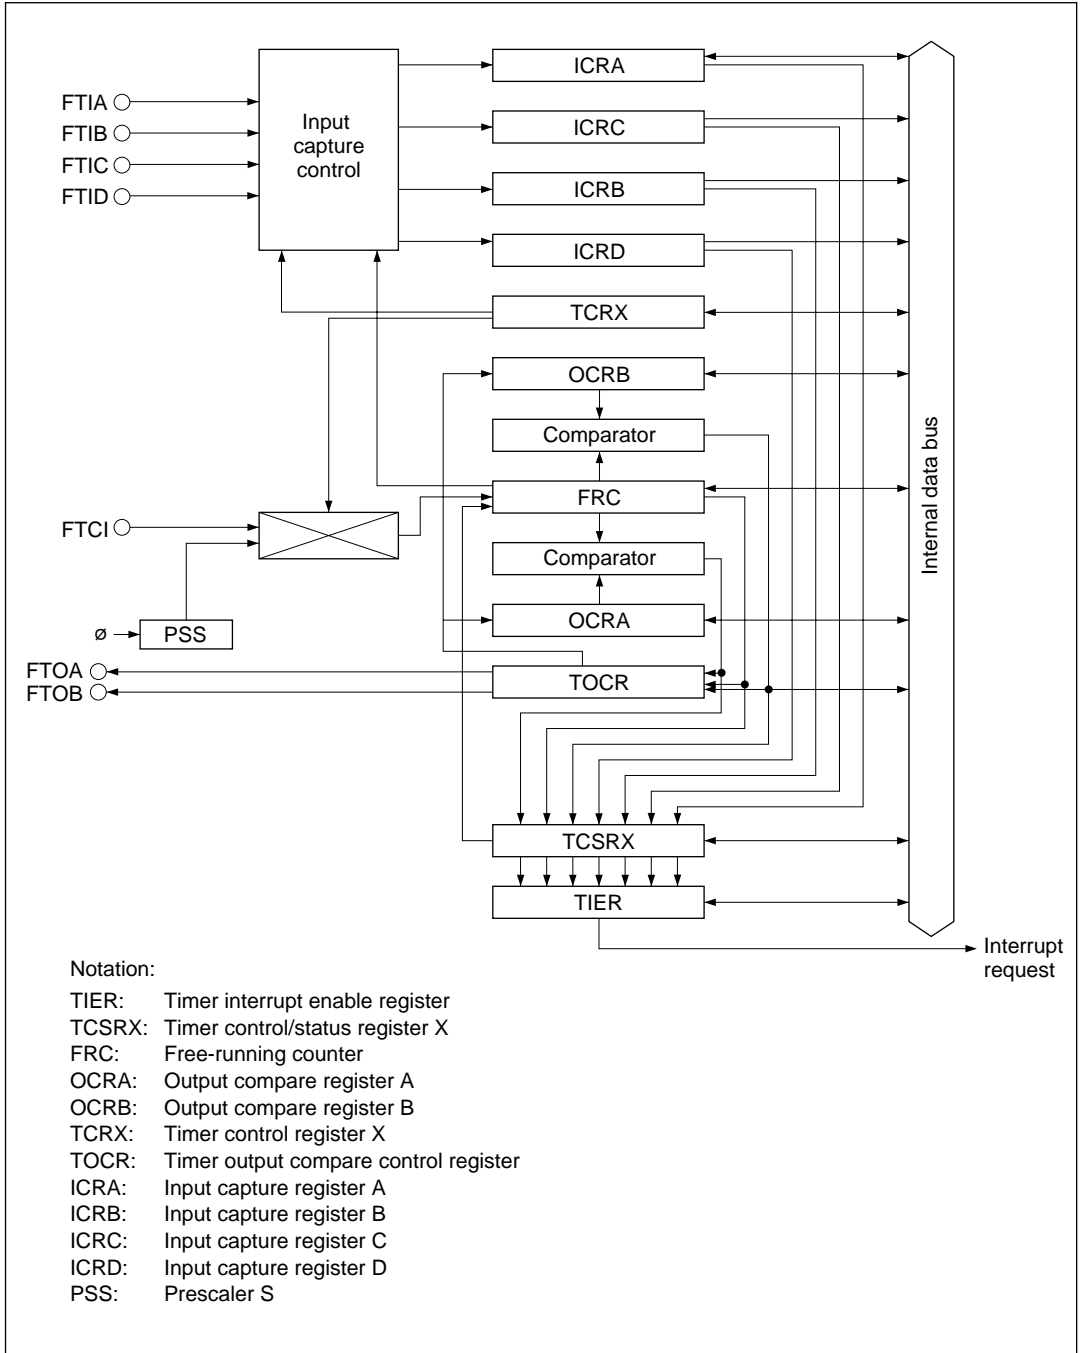 ICRA
FTIA
FTIB
FTIC
FTID
Input
capture
control
ICRC
ICRB
ICRD
TCRX
OCRB
Comparator
FRC
FTCI
Comparator
OCRA
ø
PSS
FTOA
FTOB
TOCR
TCSRX
TIER
Internal data bus
Interrupt
request
Notation:
TIER: Timer interrupt enable register
TCSRX: Timer control/status register X
FRC: Free-running counter
OCRA: Output compare register A
OCRB: Output compare register B
TCRX: Timer control register X
TOCR: Timer output compare control register
ICRA: Input capture register A
ICRB: Input capture register B
ICRC: Input capture register C
ICRD: Input capture register D
PSS: Prescaler S